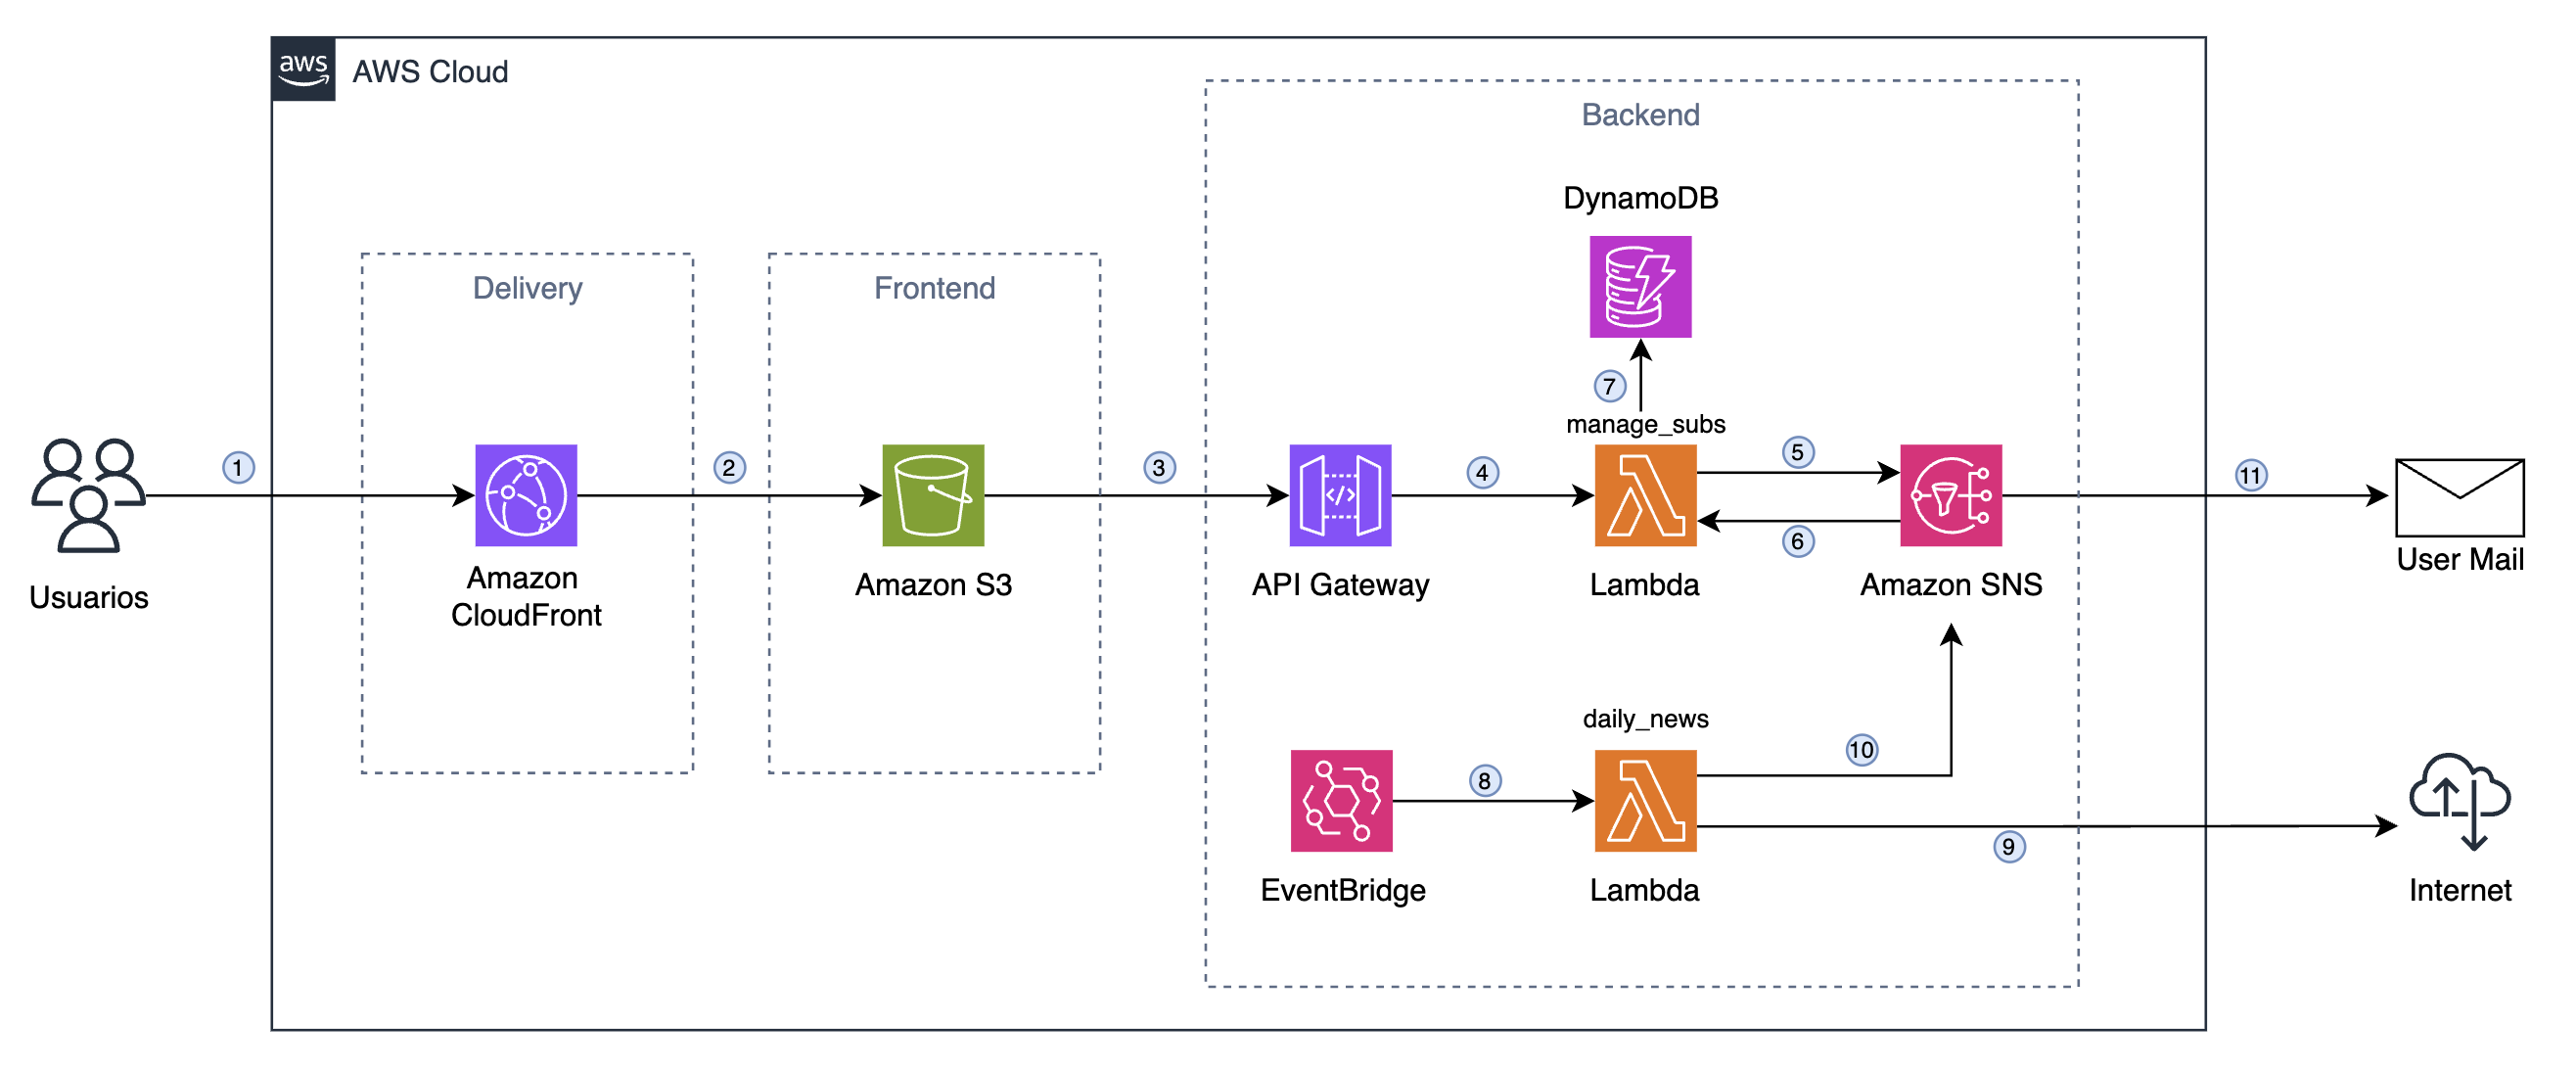 aws
AWS Cloud
Backend
DynamoDB
Delivery
Frontend
7
manage_subs
1
2
3
4
5
6
11
Usuarios
Amazon
CloudFront
Amazon S3
API Gateway
Lambda
Amazon SNS
User Mail
daily_news
8
10
9
EventBridge
Lambda
Internet